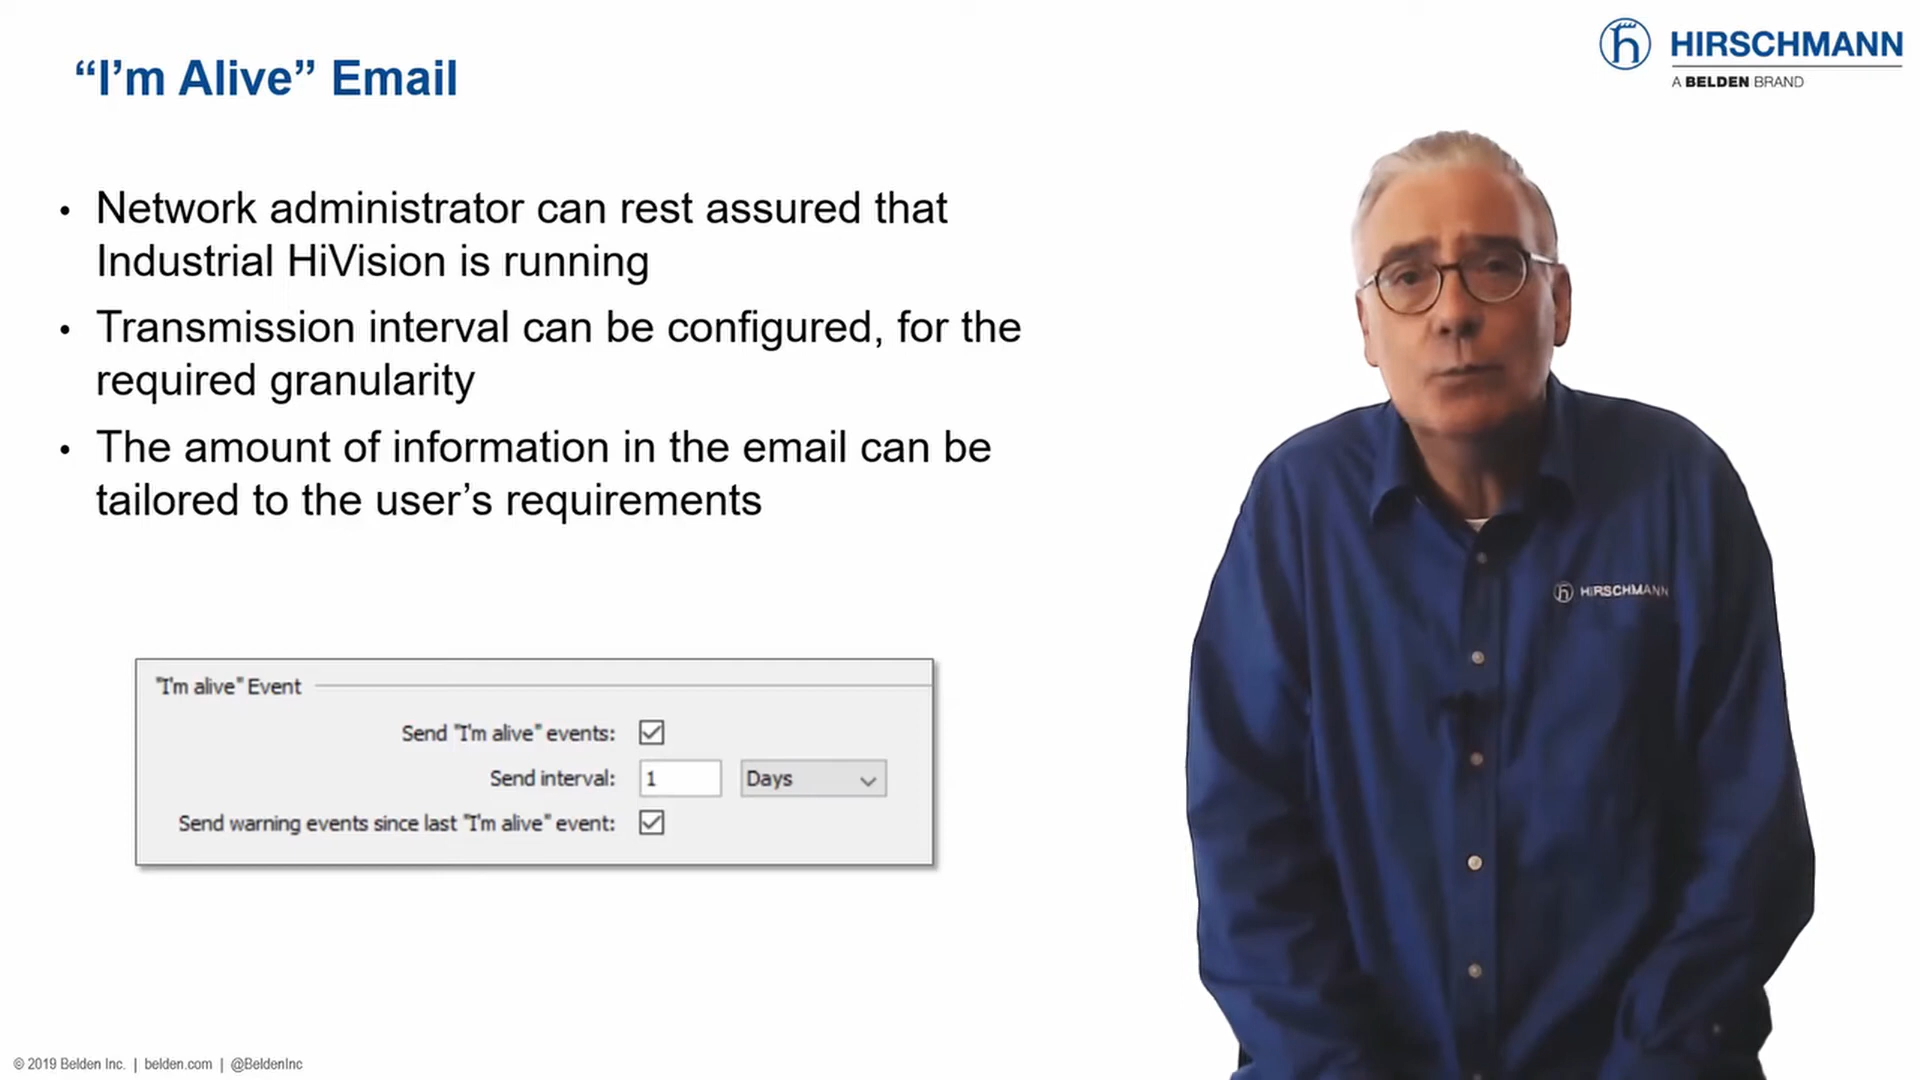 “I’m Alive” Email
HIRSCHMANN
A BELDEN BRAND
• Network administrator can rest assured that
Industrial HiVision is running
• Transmission interval can be configured, for the
required granularity
• The amount of information in the email can be
tailored to the user’s requirements
HIRSCHMANN
"I'm alive" Event
Send "I'm alive" events:
Send interval: 1 Days
Send warning events since last "I'm alive" event:
© 2019 Belden Inc. | belden.com | @BeldenInc